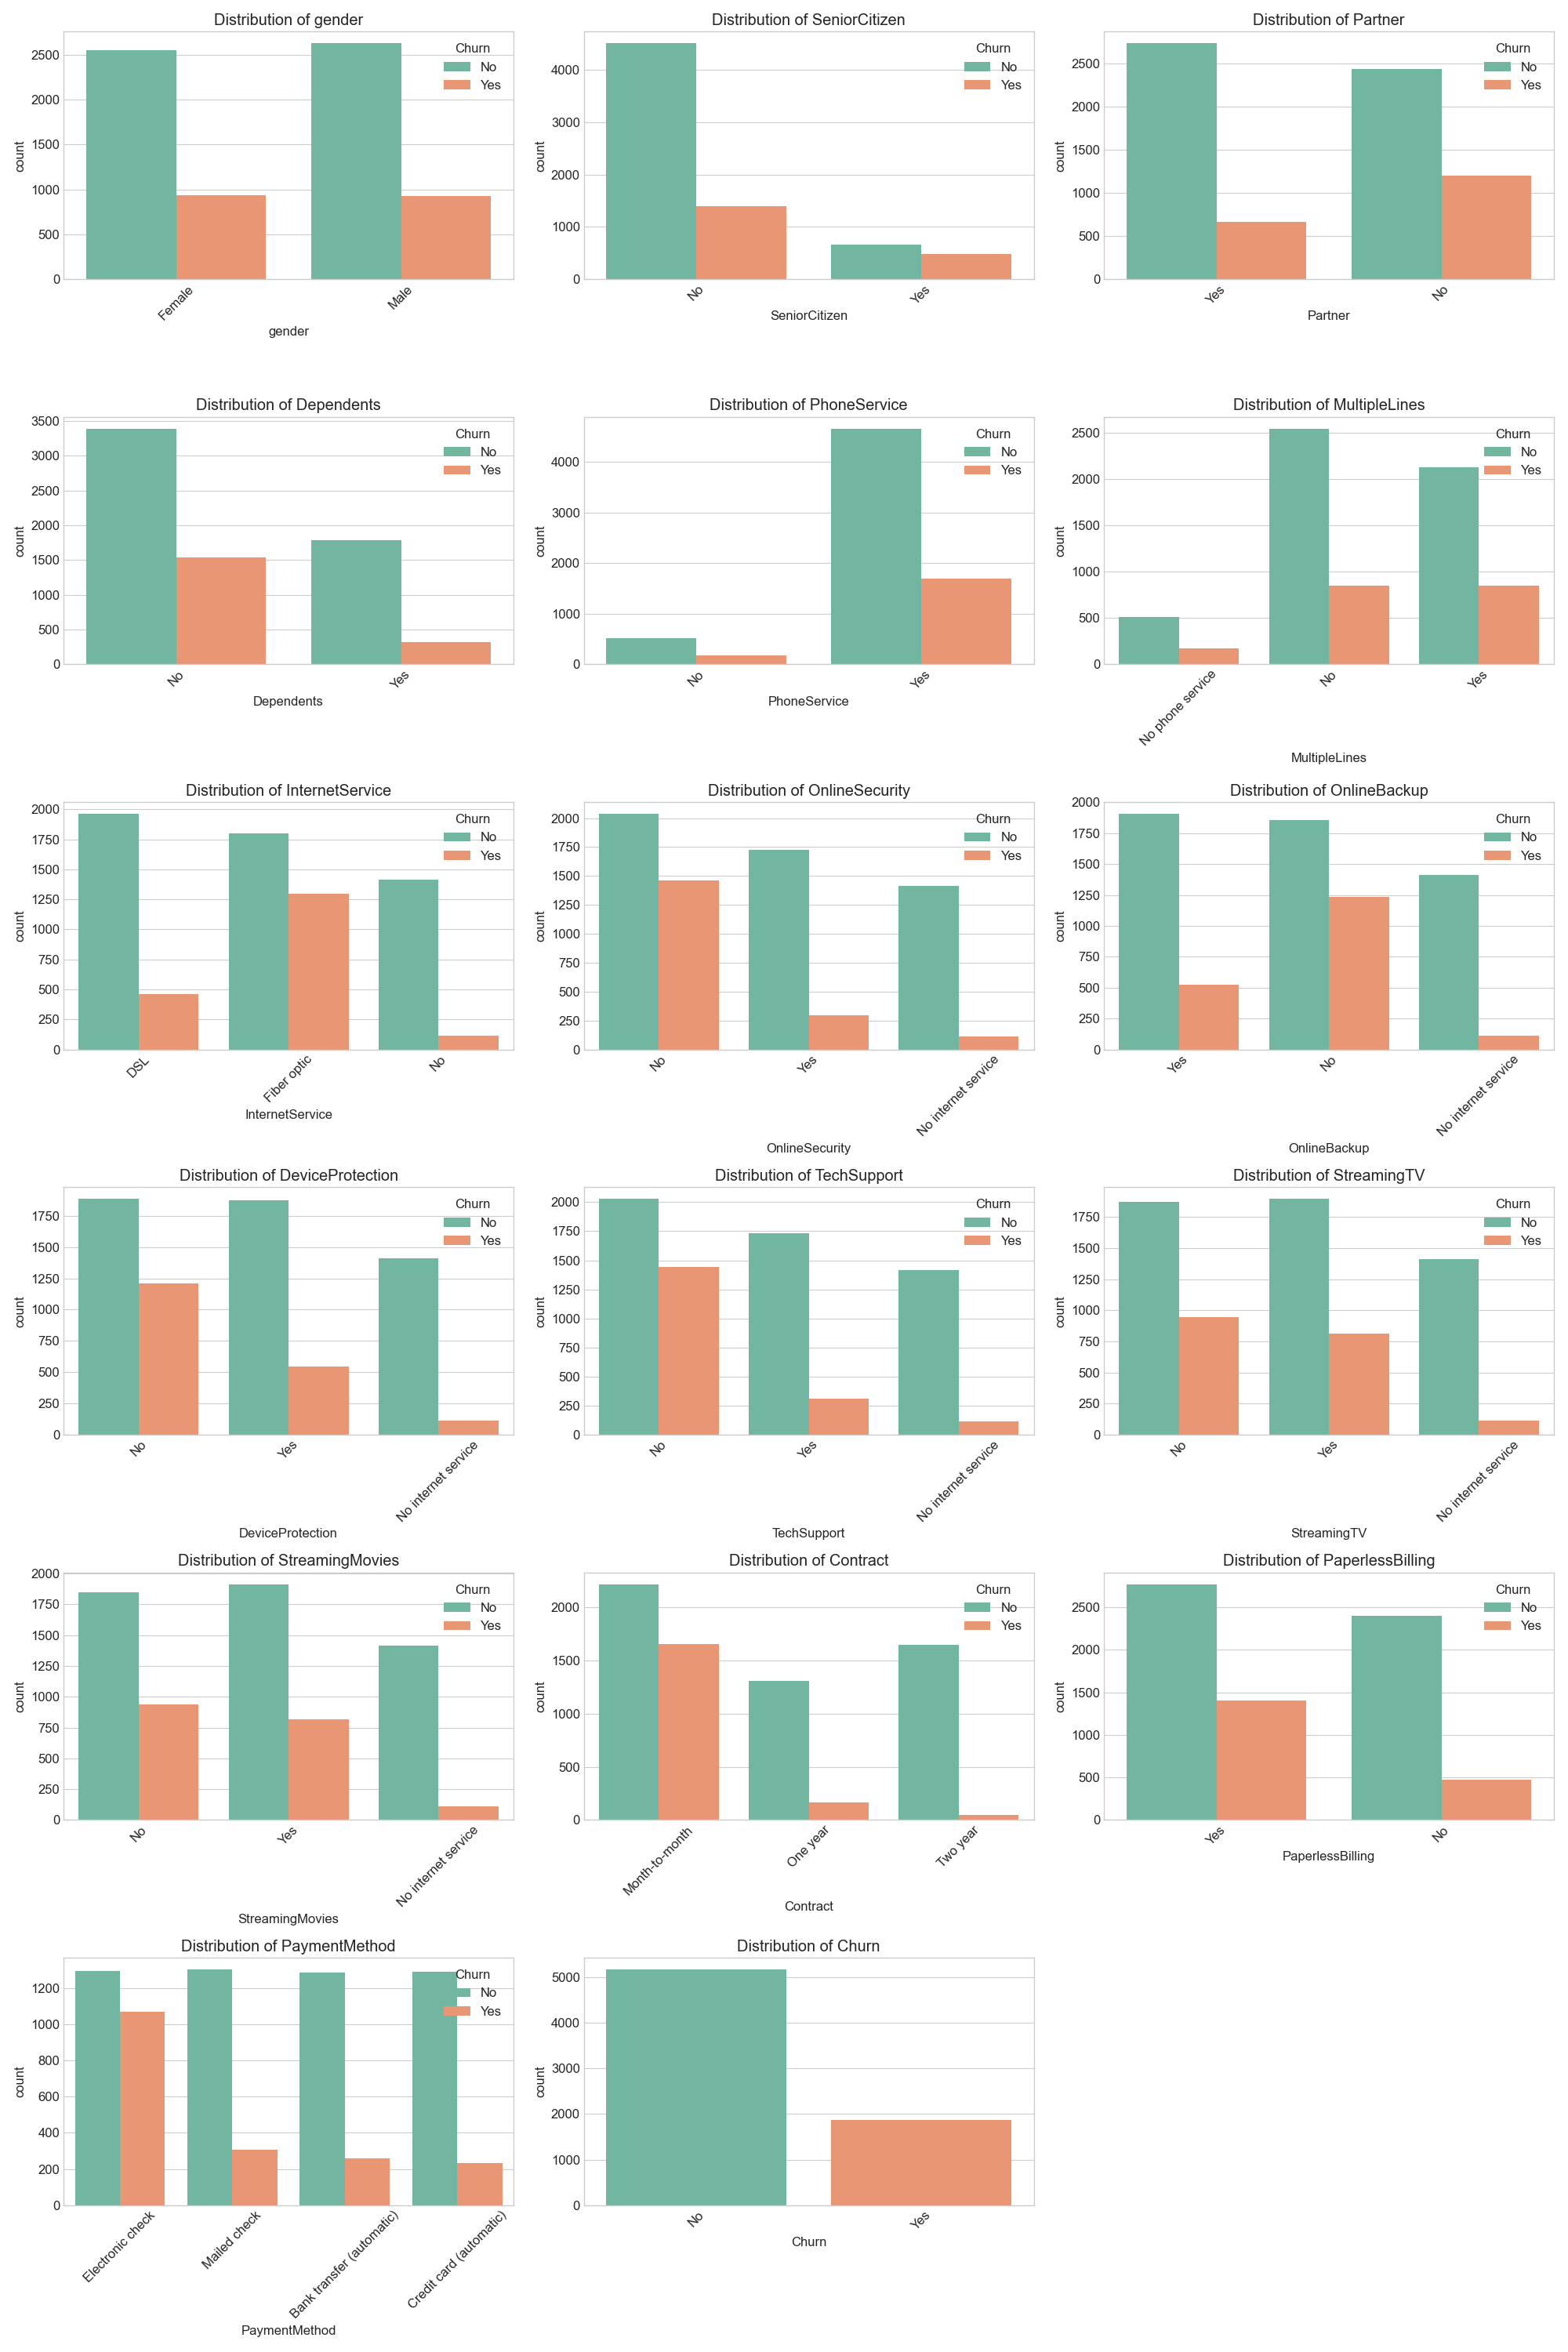 Distribution of gender
Churn
No
Yes
2500
2000
1500
1000
500
0
count
Female
Male
gender
Distribution of SeniorCitizen
Churn
No
Yes
4000
3000
2000
1000
0
count
No
Yes
SeniorCitizen
Distribution of Partner
Churn
No
Yes
2500
2000
1500
1000
500
0
count
Yes
No
Partner
Distribution of Dependents
Churn
No
Yes
3500
3000
2500
2000
1500
1000
500
0
count
No
Yes
Dependents
Distribution of PhoneService
Churn
No
Yes
4000
3000
2000
1000
0
count
No
Yes
PhoneService
Distribution of MultipleLines
Churn
No
Yes
2500
2000
1500
1000
500
0
count
No phone service
No
Yes
MultipleLines
Distribution of InternetService
Churn
No
Yes
2000
1750
1500
1250
1000
750
500
250
0
count
DSL
Fiber optic
No
InternetService
Distribution of OnlineSecurity
Churn
No
Yes
2000
1750
1500
1250
1000
750
500
250
0
count
No
Yes
No internet service
OnlineSecurity
Distribution of OnlineBackup
Churn
No
Yes
2000
1750
1500
1250
1000
750
500
250
0
count
Yes
No
No internet service
OnlineBackup
Distribution of DeviceProtection
Churn
No
Yes
1750
1500
1250
1000
750
500
250
0
count
No
Yes
No internet service
DeviceProtection
Distribution of TechSupport
Churn
No
Yes
2000
1750
1500
1250
1000
750
500
250
0
count
No
Yes
No internet service
TechSupport
Distribution of StreamingTV
Churn
No
Yes
1750
1500
1250
1000
750
500
250
0
count
No
Yes
No internet service
StreamingTV
Distribution of StreamingMovies
Churn
No
Yes
2000
1750
1500
1250
1000
750
500
250
0
count
No
Yes
No internet service
StreamingMovies
Distribution of Contract
Churn
No
Yes
2000
1500
1000
500
0
count
Month-to-month
One year
Two year
Contract
Distribution of PaperlessBilling
Churn
No
Yes
2500
2000
1500
1000
500
0
count
Yes
No
PaperlessBilling
Distribution of PaymentMethod
Churn
No
Yes
1200
1000
800
600
400
200
0
count
Electronic check
Mailed check
Bank transfer (automatic)
Credit card (automatic)
PaymentMethod
Distribution of Churn
5000
4000
3000
2000
1000
0
count
No
Yes
Churn